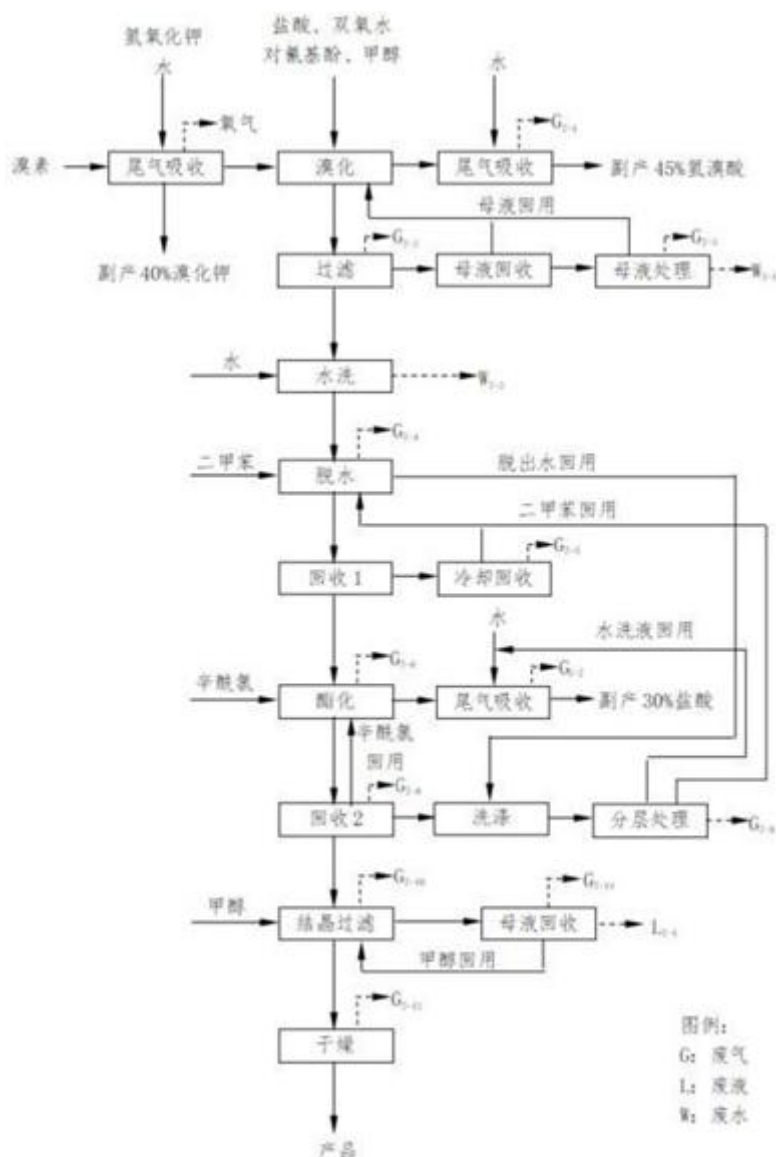 氢氧化钾
水
盐酸、双氧水
对氰基酚、甲醇
水
氧气
溴素
尾气吸收
溴化
尾气吸收
副产45%氢溴酸
副产40%溴化钾
母液回用
过滤
母液回收
母液处理
水
水洗
二甲苯
脱水
脱出水回用
二甲苯回用
回收1
冷却回收
水
水洗液回用
辛酰氯
酯化
尾气吸收
副产30%盐酸
辛酰氯
回用
回收2
洗涤
分层处理
甲醇
结晶过滤
母液回收
甲醇回用
干燥
产品
图例：
G：废气
L：废液
W：废水